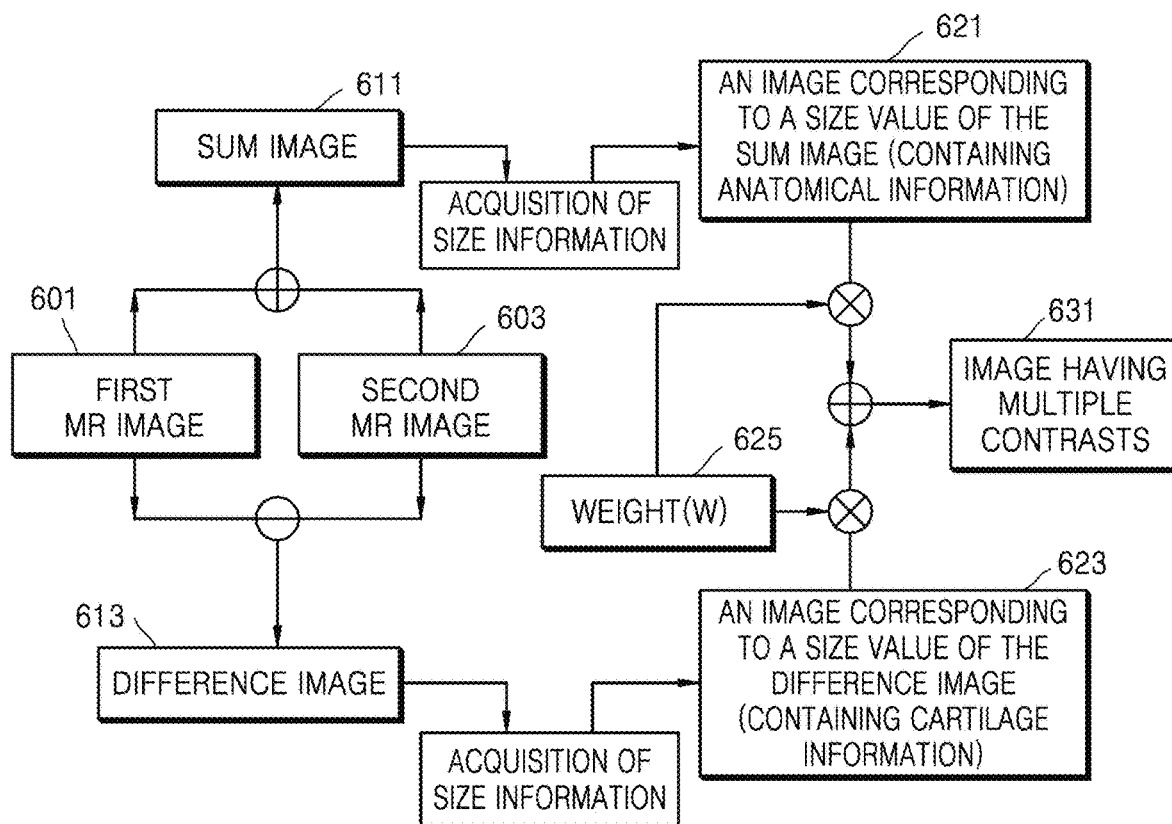 611
SUM IMAGE
ACQUISITION OF
SIZE INFORMATION
621
AN IMAGE CORRESPONDING
TO A SIZE VALUE OF THE
SUM IMAGE (CONTAINING
ANATOMICAL INFORMATION)
601
FIRST
MR IMAGE
603
SECOND
MR IMAGE
625
WEIGHT(W)
631
IMAGE HAVING
MULTIPLE
CONTRASTS
613
DIFFERENCE IMAGE
ACQUISITION OF
SIZE INFORMATION
623
AN IMAGE CORRESPONDING
TO A SIZE VALUE OF THE
DIFFERENCE IMAGE
(CONTAINING CARTILAGE
INFORMATION)